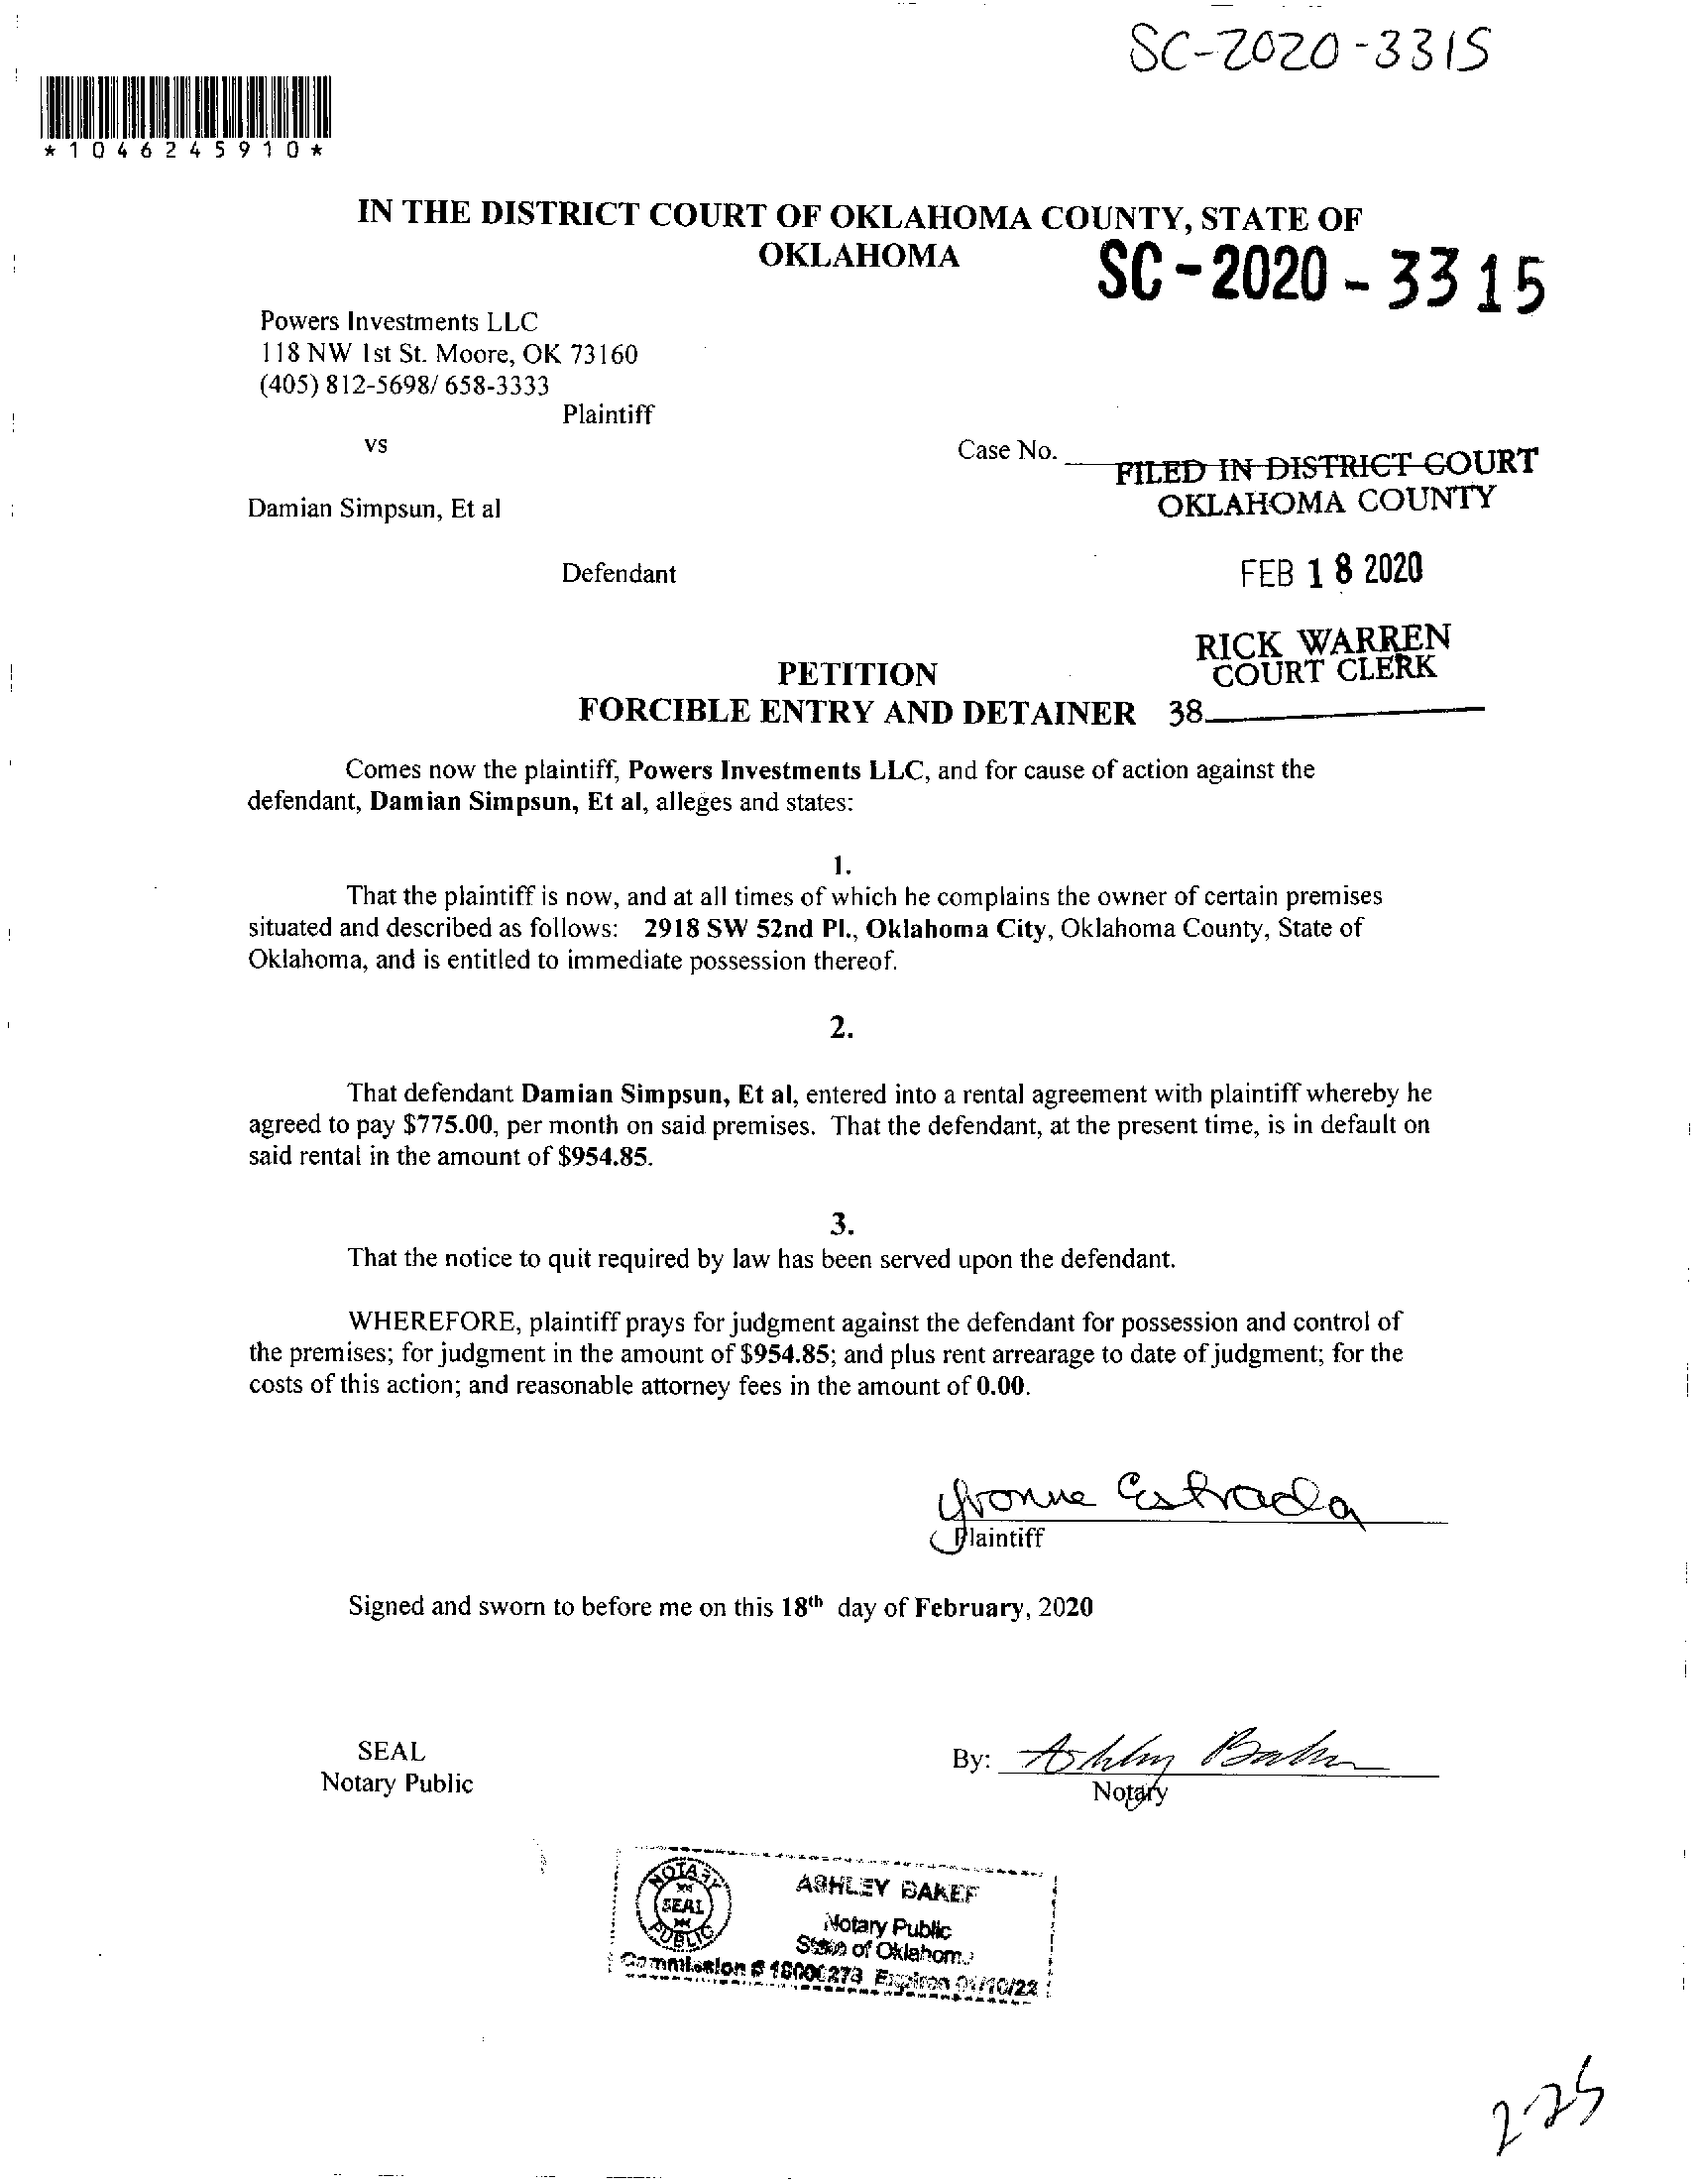 SC-2020-3315
*1046245910*
IN THE DISTRICT COURT OF OKLAHOMA COUNTY, STATE OF
OKLAHOMA
SC-2020-3315
Powers Investments LLC
118 NW 1st St. Moore, OK 73160
(405) 812-5698/ 658-3333
Plaintiff
vs
Case No.
FILED IN DISTRICT COURT
OKLAHOMA COUNTY
Damian Simpsun, Et al
Defendant
FEB 18 2020
RICK WARREN
COURT CLERK
PETITION
FORCIBLE ENTRY AND DETAINER
38
Comes now the plaintiff, Powers Investments LLC, and for cause of action against the
defendant, Damian Simpsun, Et al, alleges and states:
1.
That the plaintiff is now, and at all times of which he complains the owner of certain premises
situated and described as follows: 2918 SW 52nd Pl., Oklahoma City, Oklahoma County, State of
Oklahoma, and is entitled to immediate possession thereof.
2.
That defendant Damian Simpsun, Et al, entered into a rental agreement with plaintiff whereby he
agreed to pay $775.00, per month on said premises. That the defendant, at the present time, is in default on
said rental in the amount of $954.85.
3.
That the notice to quit required by law has been served upon the defendant.
WHEREFORE, plaintiff prays for judgment against the defendant for possession and control of
the premises; for judgment in the amount of $954.85; and plus rent arrearage to date of judgment; for the
costs of this action; and reasonable attorney fees in the amount of 0.00.
Yvonne Estrada
Plaintiff
Signed and sworn to before me on this 18th day of February, 2020
SEAL
Notary Public
By: Ashley Baker
Notary
NOTARY
SEAL
PUBLIC
ASHLEY BAKER
Notary Public
State of Oklahoma
Commission # Expires